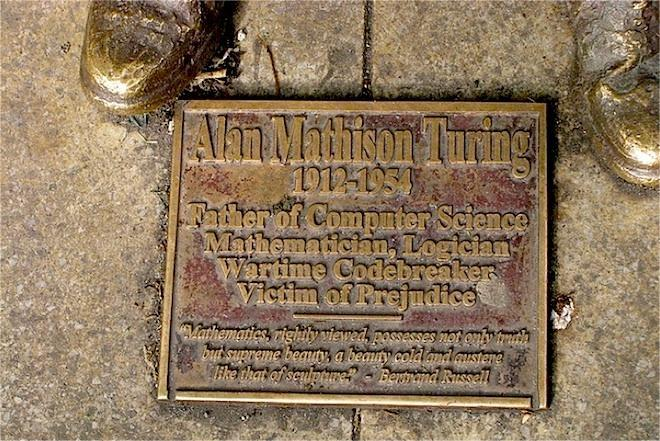 Alan Mathison Turing
1912-1954
Father of Computer Science
Mathematician, Logician
Wartime Codebreaker
Victim of Prejudice
"Mathematics, rightly viewed, possesses not only truth
but supreme beauty, a beauty cold and austere
like that of sculpture." - Bertrand Russell